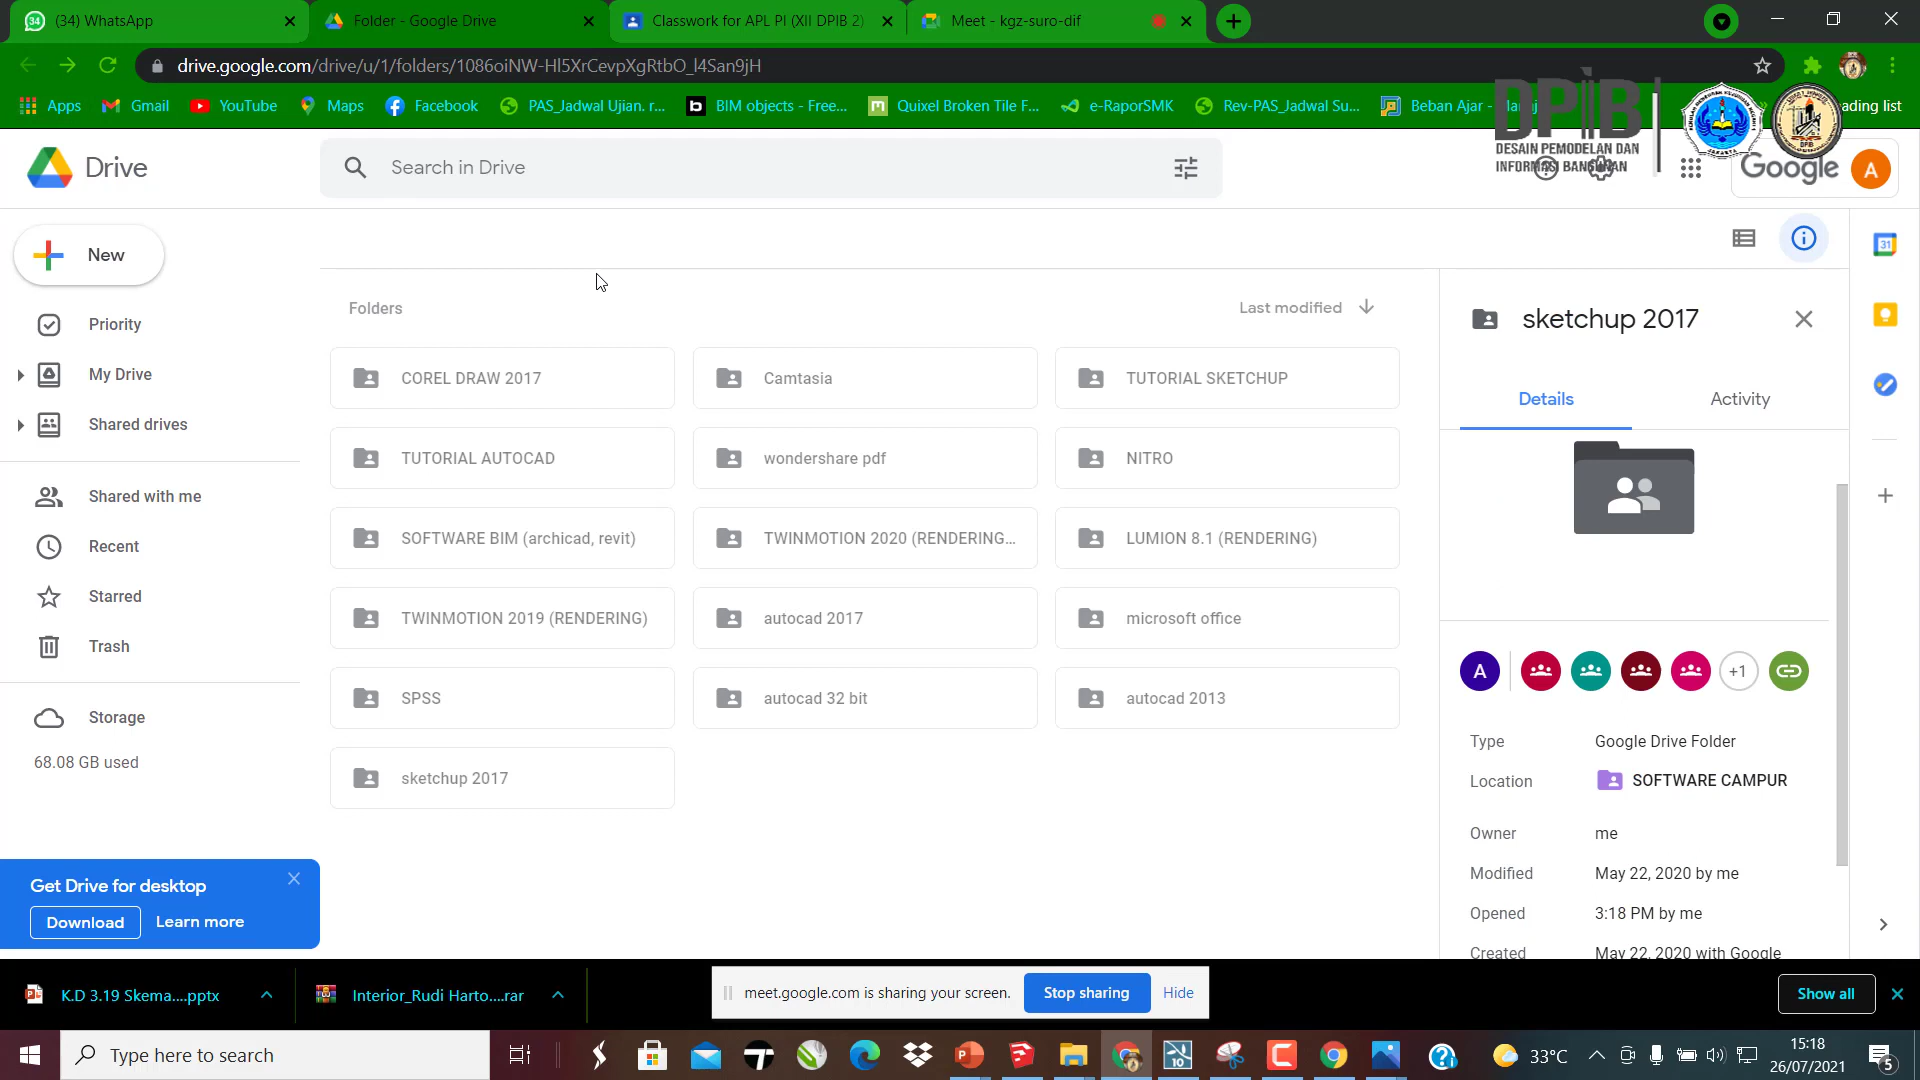 (34) WhatsApp
Folder - Google Drive
Classwork for APL PI (XII DPIB 2)
Meet - kgz-suro-dif
drive.google.com/drive/u/1/folders/1086oiNW-Hl5XrCevpXgRtbO_l4San9jH
Apps
Gmail
YouTube
Maps
Facebook
PAS_Jadwal Ujian. r...
BIM objects - Free...
Quixel Broken Tile F...
e-RaporSMK
Rev-PAS_Jadwal Su...
Beban Ajar - Manaj
ading list
DPIB
DESAIN PEMODELAN DAN
INFORMASI BANGUNAN
Drive
Search in Drive
Google
A
New
Priority
My Drive
Shared drives
Shared with me
Recent
Starred
Trash
Storage
68.08 GB used
Get Drive for desktop
Download
Learn more
Folders
Last modified
COREL DRAW 2017
Camtasia
TUTORIAL SKETCHUP
TUTORIAL AUTOCAD
wondershare pdf
NITRO
SOFTWARE BIM (archicad, revit)
TWINMOTION 2020 (RENDERING...
LUMION 8.1 (RENDERING)
TWINMOTION 2019 (RENDERING)
autocad 2017
microsoft office
SPSS
autocad 32 bit
autocad 2013
sketchup 2017
sketchup 2017
Details
Activity
A
+1
Type Google Drive Folder
Location SOFTWARE CAMPUR
Owner me
Modified May 22, 2020 by me
Opened 3:18 PM by me
Created May 22, 2020 with Google
31
K.D 3.19 Skema....pptx
Interior_Rudi Harto....rar
meet.google.com is sharing your screen.
Stop sharing
Hide
Show all
Type here to search
33°C
15:18
26/07/2021
5